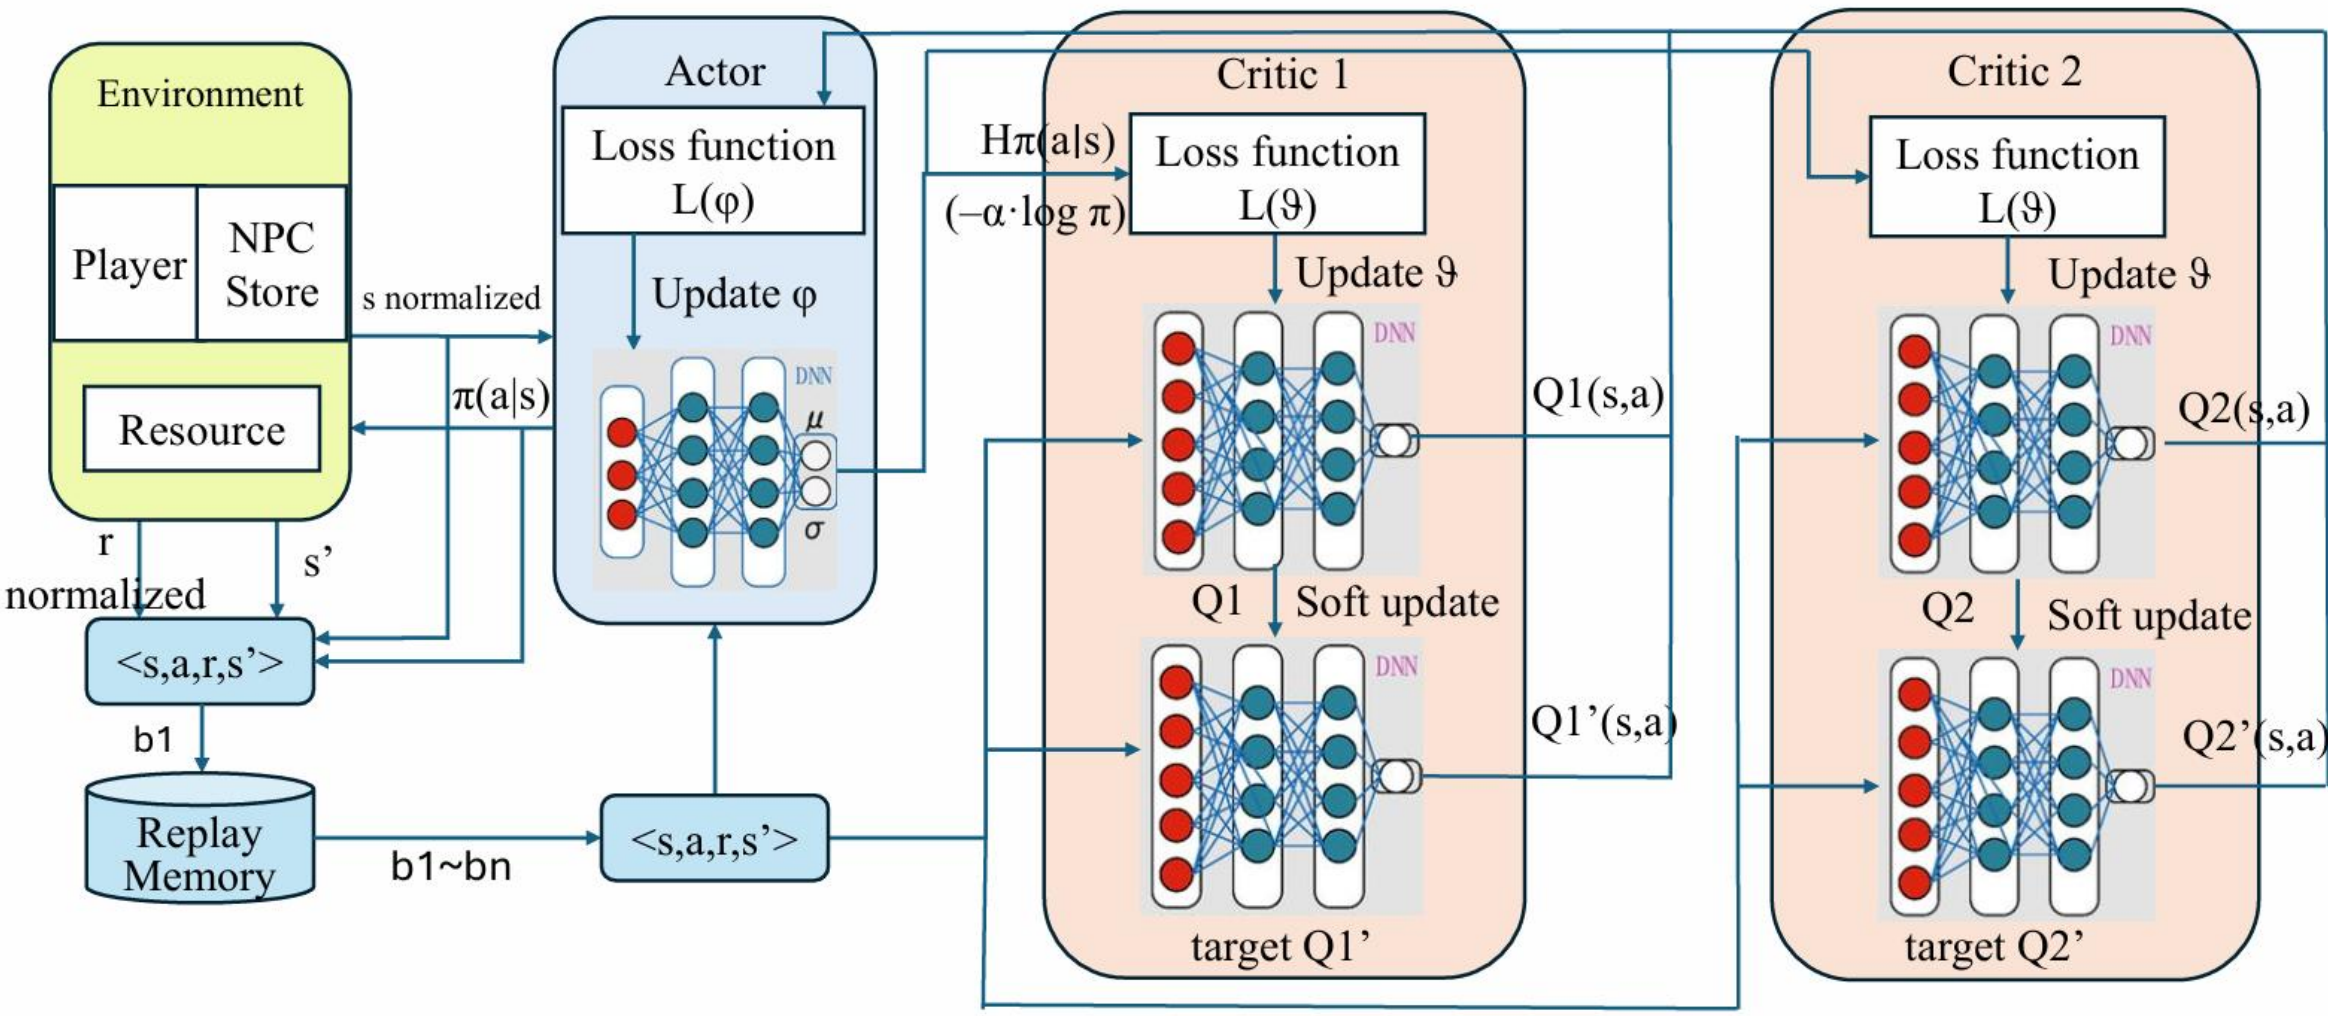 Environment
Player
NPC
Store
Resource
s normalized
π(a|s)
r
normalized
s’
<s,a,r,s’>
b1
Replay
Memory
b1~bn
<s,a,r,s’>
Actor
Loss function
L(φ)
Update φ
DNN
μ
σ
Hπ(a|s)
(–α·log π)
Critic 1
Loss function
L(ϑ)
Update ϑ
DNN
Q1(s,a)
Q1
Soft update
DNN
Q1’(s,a)
target Q1’
Critic 2
Loss function
L(ϑ)
Update ϑ
DNN
Q2(s,a)
Q2
Soft update
DNN
Q2’(s,a)
target Q2’